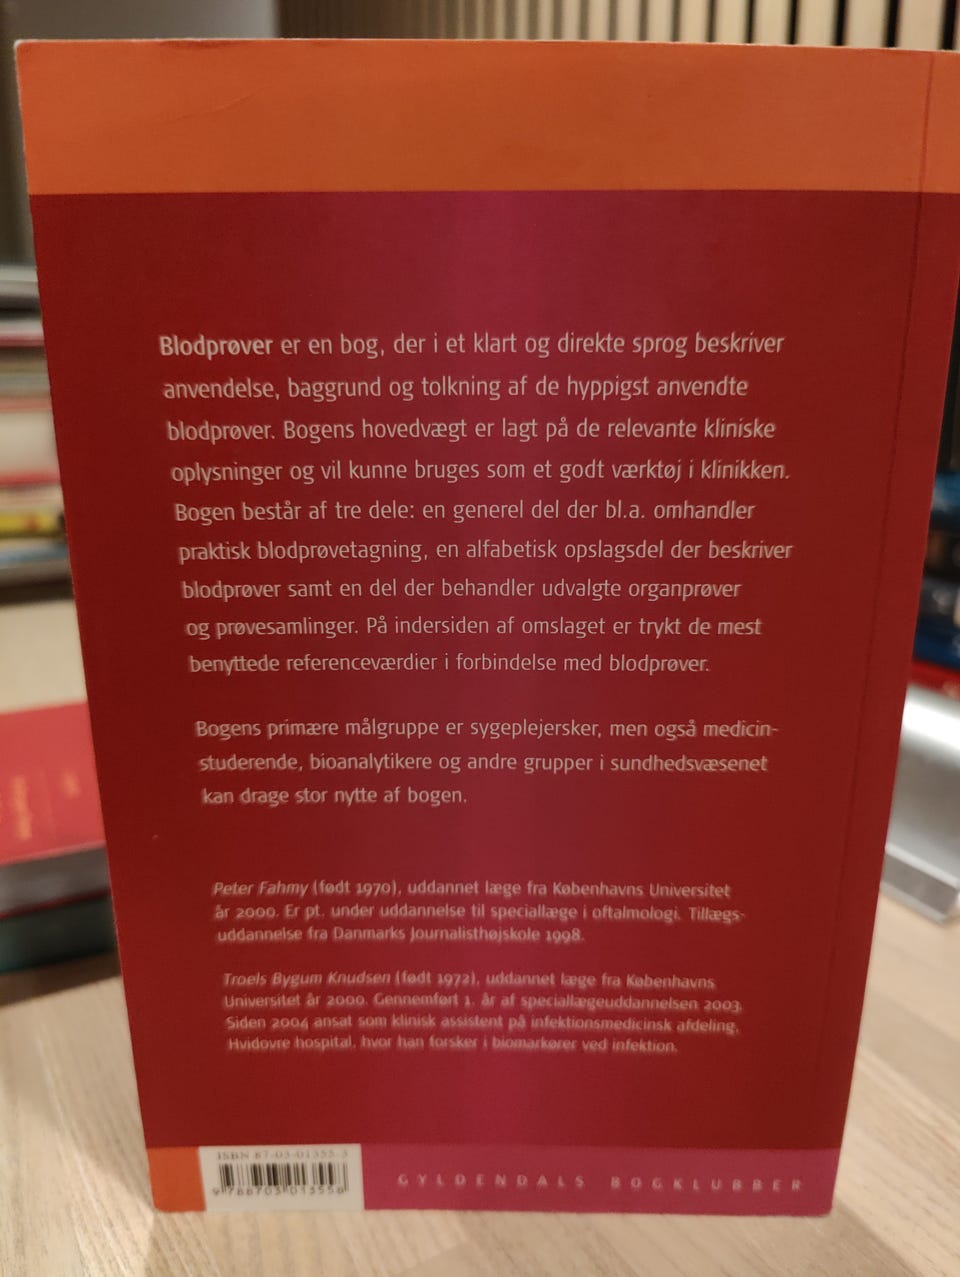 Blodprøver er en bog, der i et klart og direkte sprog beskriver
anvendelse, baggrund og tolkning af de hyppigst anvendte
blodprøver. Bogens hovedvægt er lagt på de relevante kliniske
oplysninger og vil kunne bruges som et godt værktøj i klinikken.
Bogen består af tre dele: en generel del der bl.a. omhandler
praktisk blodprøvetagning, en alfabetisk opslagsdel der beskriver
blodprøver samt en del der behandler udvalgte organprøver
og prøvesamlinger. På indersiden af omslaget er trykt de mest
benyttede referenceværdier i forbindelse med blodprøver.
Bogens primære målgruppe er sygeplejersker, men også medicin-
studerende, bioanalytikere og andre grupper i sundhedsvæsenet
kan drage stor nytte af bogen.
Peter Fahmy (født 1970), uddannet læge fra Københavns Universitet
år 2000. Er pt. under uddannelse til speciallæge i oftalmologi. Tillægs-
uddannelse fra Danmarks Journalisthøjskole 1998.
Troels Bygum Knudsen (født 1972), uddannet læge fra Københavns
Universitet år 2000. Gennemført 1. år af speciallægeuddannelsen 2003.
Siden 2004 ansat som klinisk assistent på infektionsmedicinsk afdeling,
Hvidovre hospital, hvor han forsker i biomarkører ved infektion.
ISBN 87-03-01355-3
9 788703 013558
GYLDENDALS BOGKLUBBER